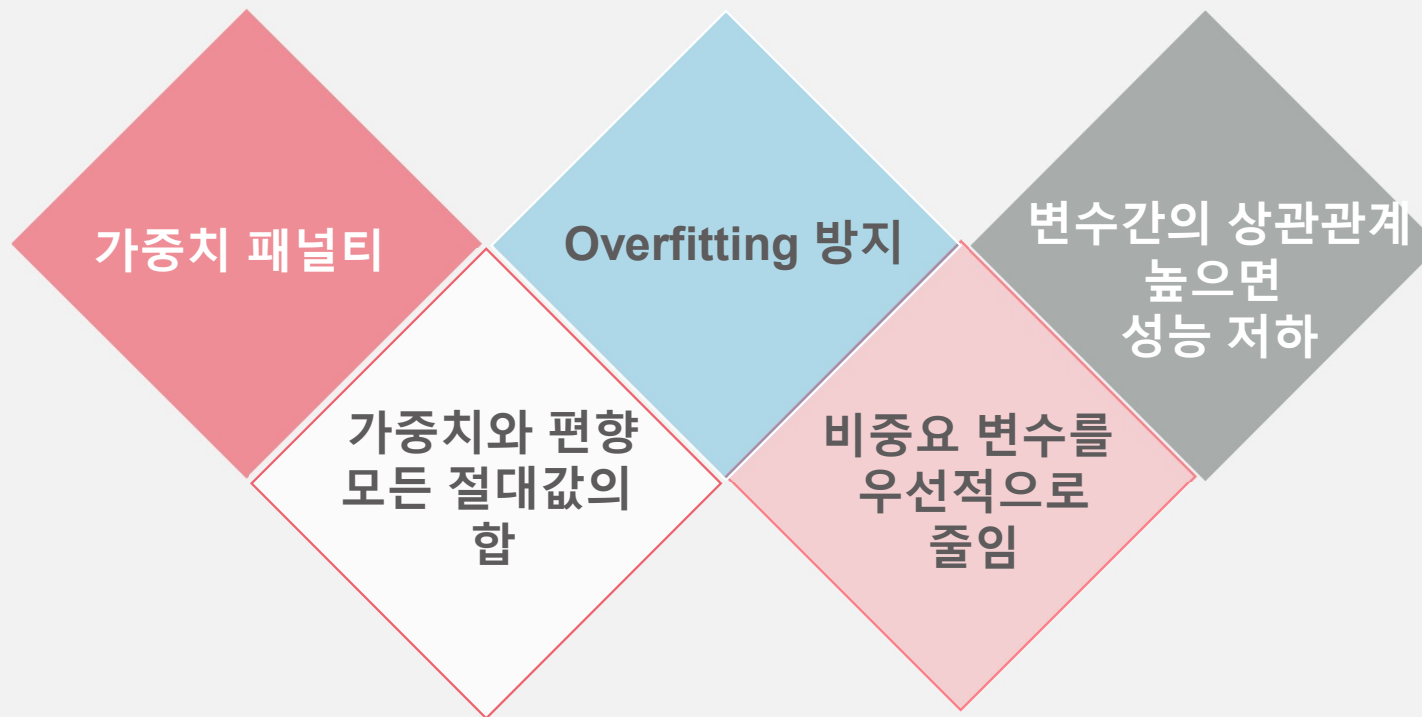 가중치 패널티
가중치와 편향
모든 절대값의
합
Overfitting 방지
비중요 변수를
우선적으로
줄임
변수간의 상관관계
높으면
성능 저하